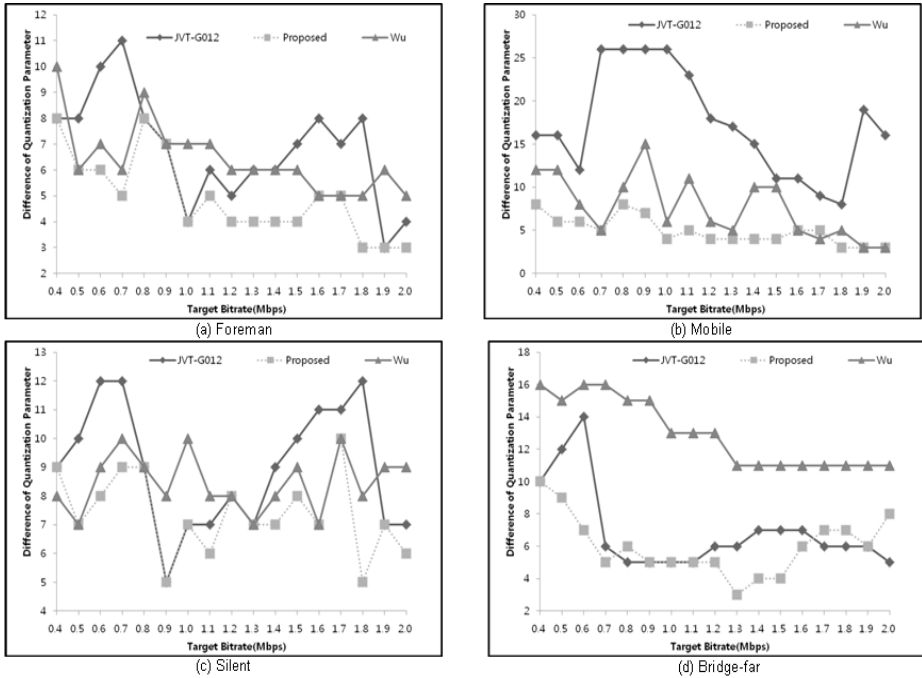 12
11
10
9
8
7
6
5
4
3
2
Difference of Quantization Parameter
JVT-G012 Proposed Wu
0.4 0.5 0.6 0.7 0.8 0.9 1.0 1.1 1.2 1.3 1.4 1.5 1.6 1.7 1.8 1.9 2.0
Target Bitrate(Mbps)
(a) Foreman
30
25
20
15
10
5
0
Difference of Quantization Parameter
JVT-G012 Proposed Wu
0.4 0.5 0.6 0.7 0.8 0.9 1.0 1.1 1.2 1.3 1.4 1.5 1.6 1.7 1.8 1.9 2.0
Target Bitrate(Mbps)
(b) Mobile
13
12
11
10
9
8
7
6
5
4
Difference of Quantization Parameter
JVT-G012 Proposed Wu
0.4 0.5 0.6 0.7 0.8 0.9 1.0 1.1 1.2 1.3 1.4 1.5 1.6 1.7 1.8 1.9 2.0
Target Bitrate(Mbps)
(c) Silent
18
16
14
12
10
8
6
4
2
Difference of Quantization Parameter
JVT-G012 Proposed Wu
0.4 0.5 0.6 0.7 0.8 0.9 1.0 1.1 1.2 1.3 1.4 1.5 1.6 1.7 1.8 1.9 2.0
Target Bitrate(Mbps)
(d) Bridge-far